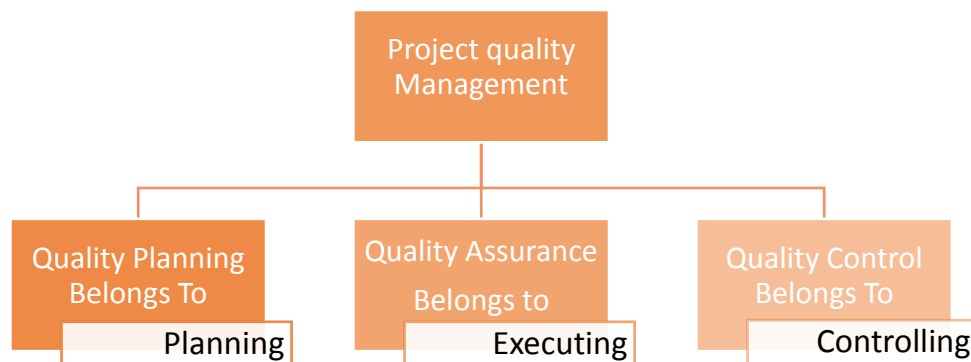 Project quality
Management
Quality Planning
Belongs To
Planning
Quality Assurance
Belongs to
Executing
Quality Control
Belongs To
Controlling